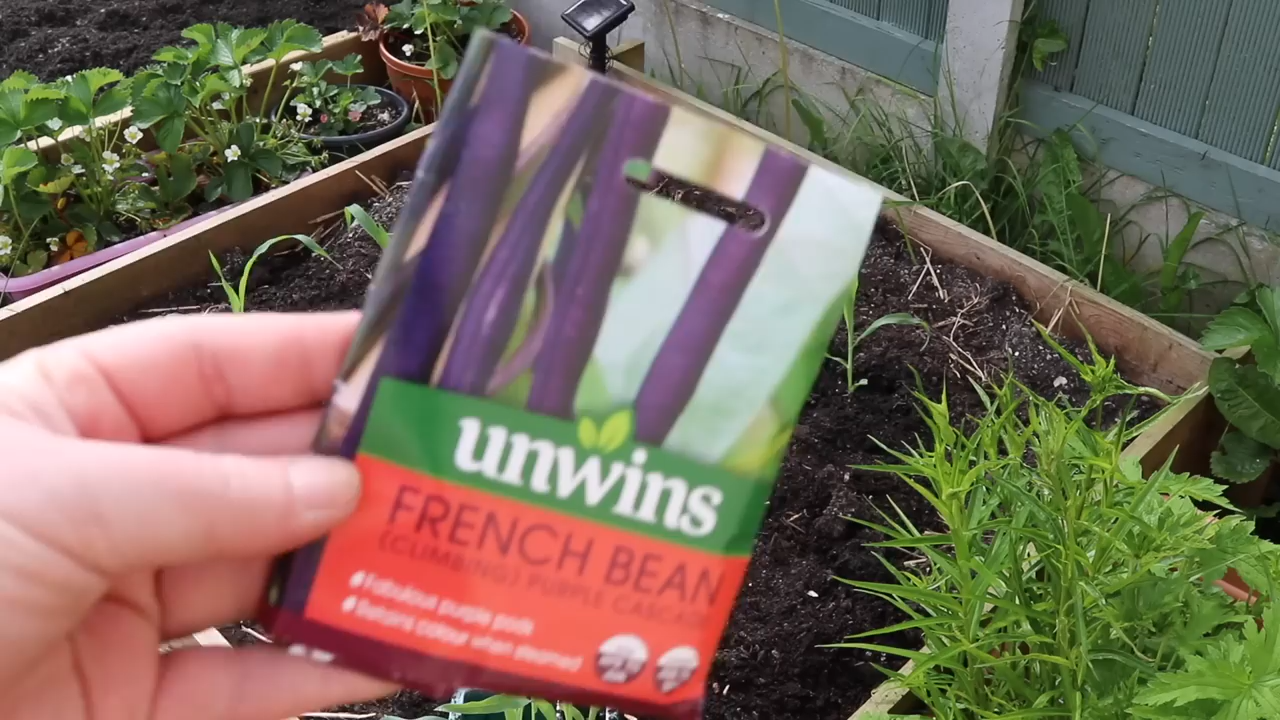 unwins
FRENCH BEAN
(CLIMBING) PURPLE CASCADE
Fabulous purple pods
Retains colour when steamed